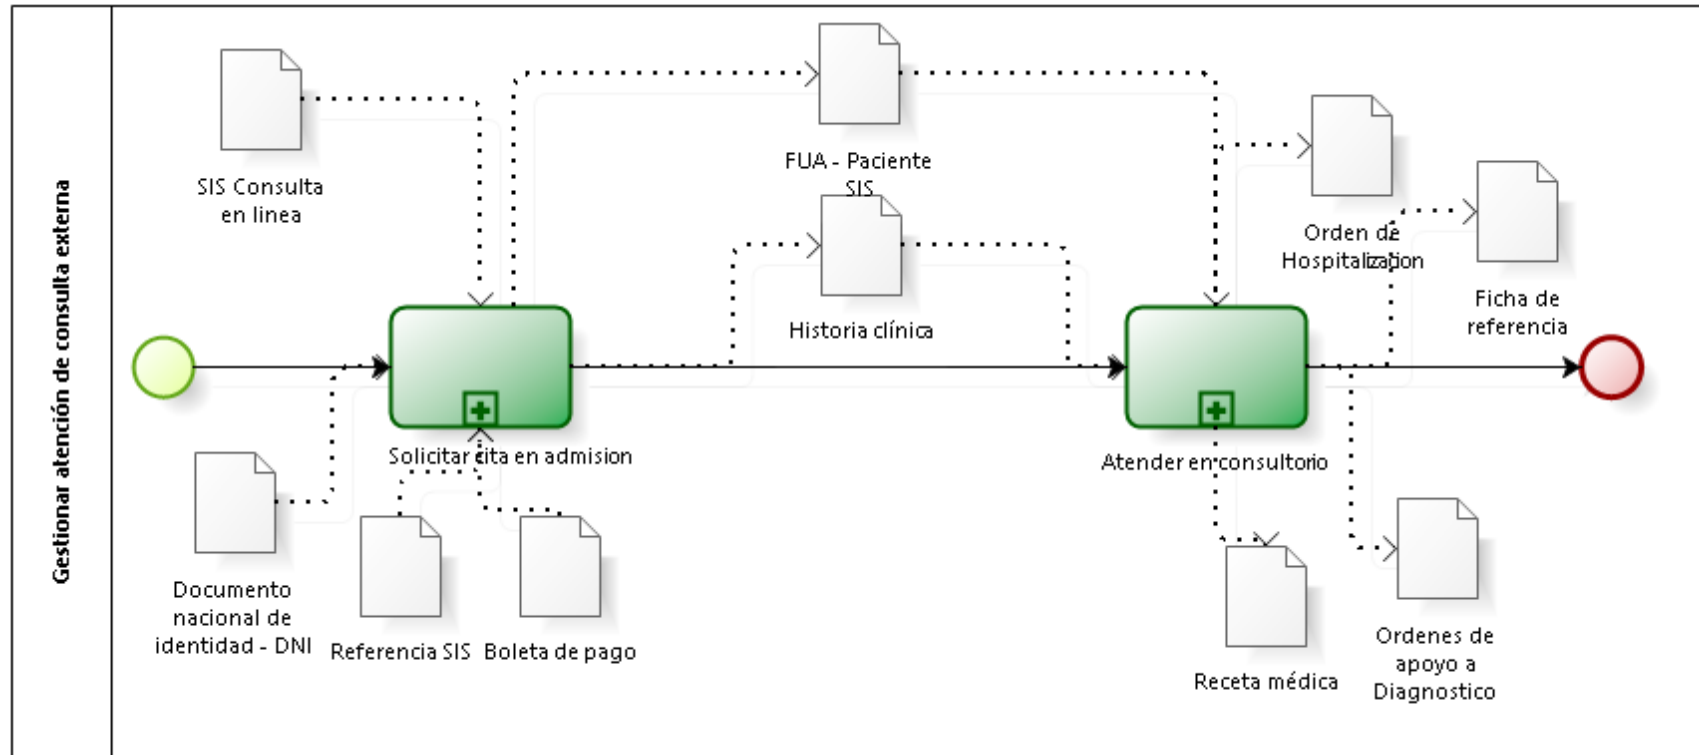 Gestionar atención de consulta externa
SIS Consulta
en linea
FUA - Paciente
SIS
Historia clínica
Orden de
Hospitalizacion
Ficha de
referencia
Solicitar cita en admision
Atender en consultorio
Documento
nacional de
identidad - DNI
Referencia SIS
Boleta de pago
Receta médica
Ordenes de
apoyo a
Diagnostico